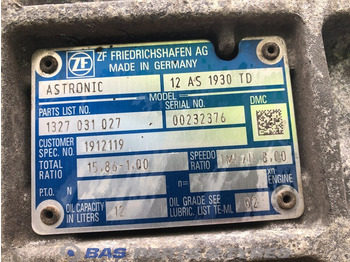 ZF FRIEDRICHSHAFEN AG
ZF MADE IN GERMANY
ASTRONIC 12 AS 1930 TD
MODEL
PARTS LIST NO. SERIAL NO. DMC
1327 031 027 00232376
CUSTOMER SPEC. NO. 1912119
TOTAL RATIO 15.86-1.00 SPEEDO RATIO
P.T.O. N n= xn ENGINE
OIL CAPACITY IN LITERS 12 OIL GRADE SEE LUBRIC. LIST TE-ML 02
BAS